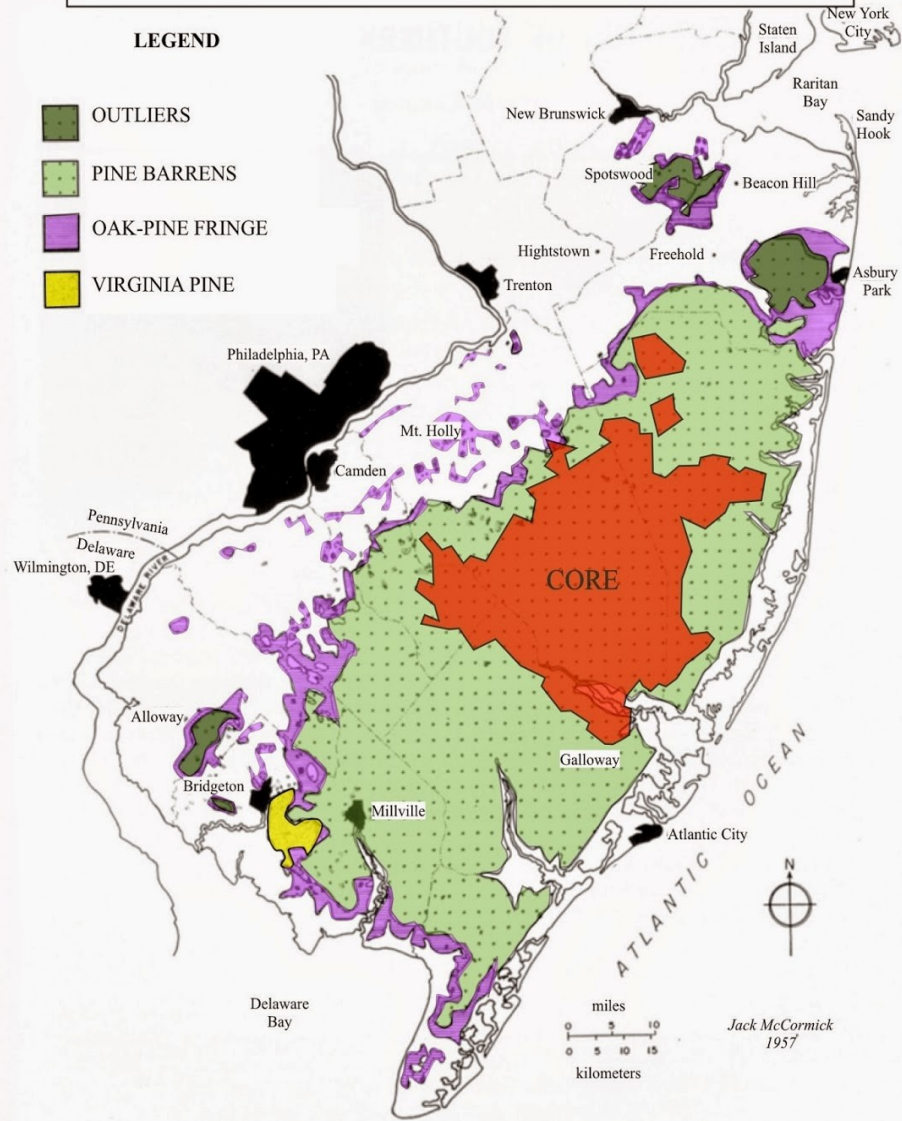 LEGEND
OUTLIERS
PINE BARRENS
OAK-PINE FRINGE
VIRGINIA PINE
New York
City
Staten
Island
Raritan
Bay
Sandy
Hook
New Brunswick
Spotswood
Beacon Hill
Hightstown
Freehold
Asbury
Park
Trenton
Philadelphia, PA
Mt. Holly
Camden
Pennsylvania
Delaware
Wilmington, DE
DELAWARE RIVER
CORE
Alloway
Galloway
Bridgeton
Millville
Atlantic City
ATLANTIC OCEAN
N
Delaware
Bay
miles
0 5 10
0 5 10 15
kilometers
Jack McCormick
1957